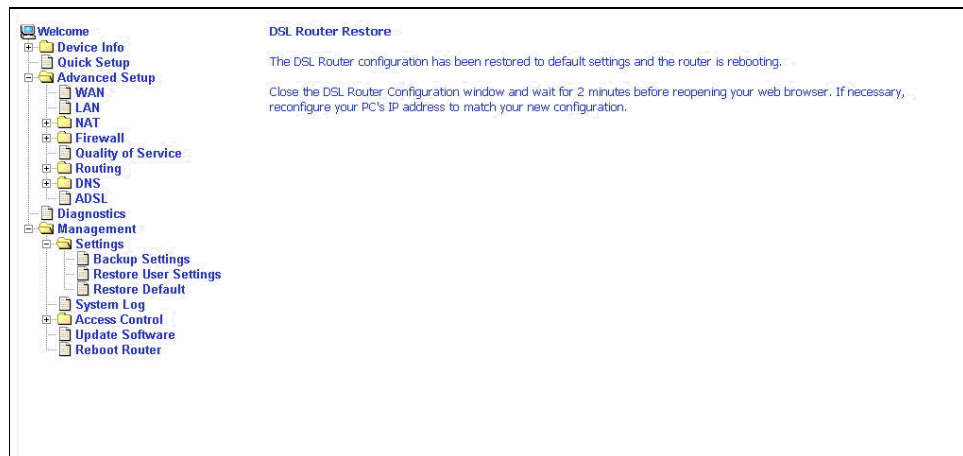 Welcome
Device Info
Quick Setup
Advanced Setup
WAN
LAN
NAT
Firewall
Quality of Service
Routing
DNS
ADSL
Diagnostics
Management
Settings
Backup Settings
Restore User Settings
Restore Default
System Log
Access Control
Update Software
Reboot Router
DSL Router Restore
The DSL Router configuration has been restored to default settings and the router is rebooting.
Close the DSL Router Configuration window and wait for 2 minutes before reopening your web browser. If necessary,
reconfigure your PC's IP address to match your new configuration.